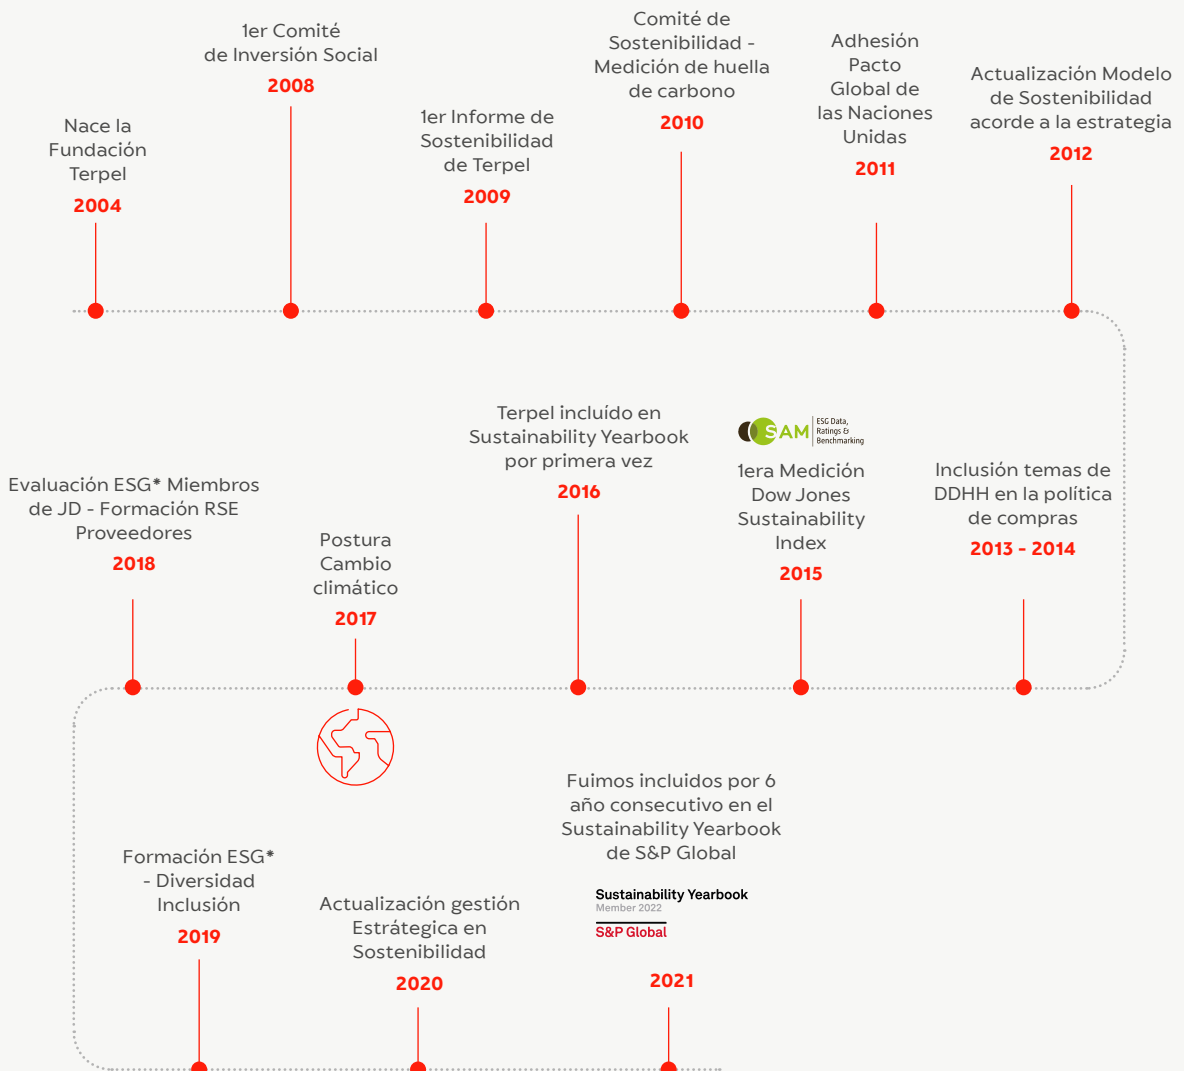 Nace la
Fundación
Terpel
2004
1er Comité
de Inversión Social
2008
1er Informe de
Sostenibilidad
de Terpel
2009
Comité de
Sostenibilidad -
Medición de huella
de carbono
2010
Adhesión
Pacto
Global de
las Naciones
Unidas
2011
Actualización Modelo
de Sostenibilidad
acorde a la estrategia
2012
Inclusión temas de
DDHH en la política
de compras
2013 - 2014
SAM
ESG Data,
Ratings &
Benchmarking
1era Medición
Dow Jones
Sustainability
Index
2015
Terpel incluído en
Sustainability Yearbook
por primera vez
2016
Postura
Cambio
climático
2017
Evaluación ESG* Miembros
de JD - Formación RSE
Proveedores
2018
Formación ESG*
- Diversidad
Inclusión
2019
Actualización gestión
Estrátegica en
Sostenibilidad
2020
Fuimos incluidos por 6
año consecutivo en el
Sustainability Yearbook
de S&P Global
Sustainability Yearbook
Member 2022
S&P Global
2021